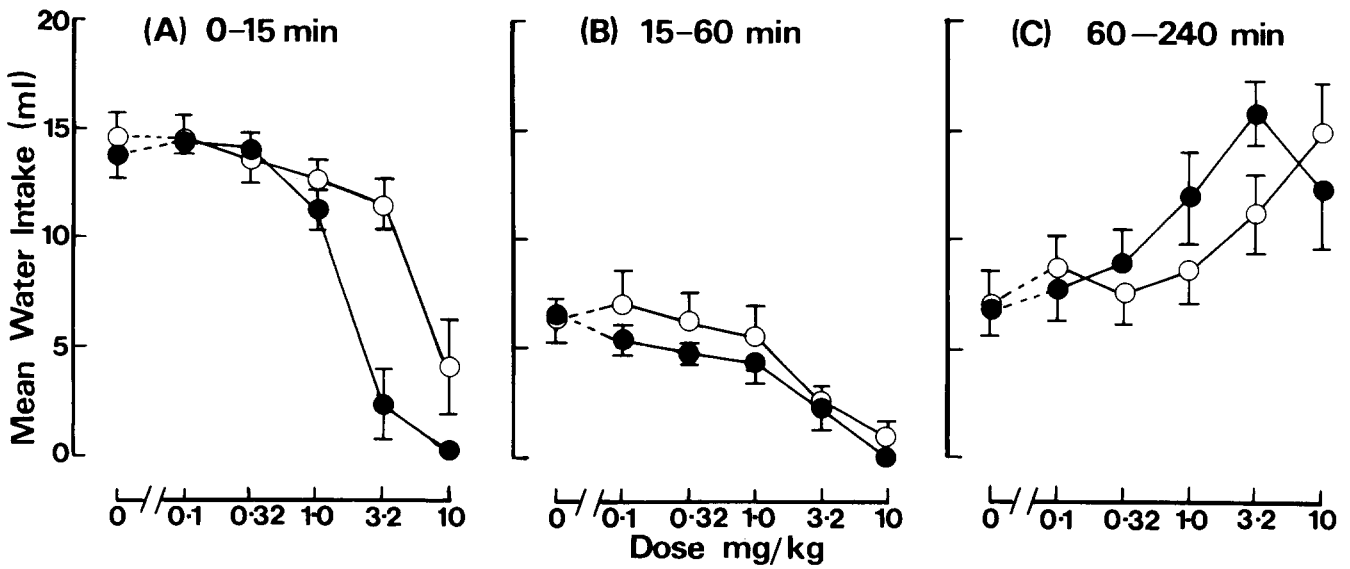 (A) 0-15 min
(B) 15-60 min
(C) 60—240 min
Mean Water Intake (ml)
20
15
10
5
0
0 0·1 0·32 1·0 3·2 10
0 0·1 0·32 1·0 3·2 10
0 0·1 0·32 1·0 3·2 10
Dose mg/kg